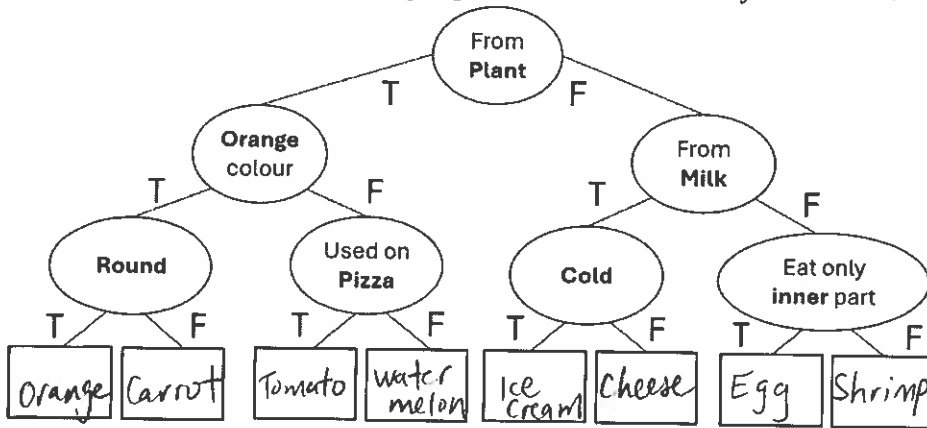 From
Plant
T
F
Orange
colour
From
Milk
T
F
T
F
Round
Used on
Pizza
Cold
Eat only
inner part
T
F
T
F
T
F
T
F
Orange
Carrot
Tomato
water
melon
Ice
Cream
Cheese
Egg
Shrimp